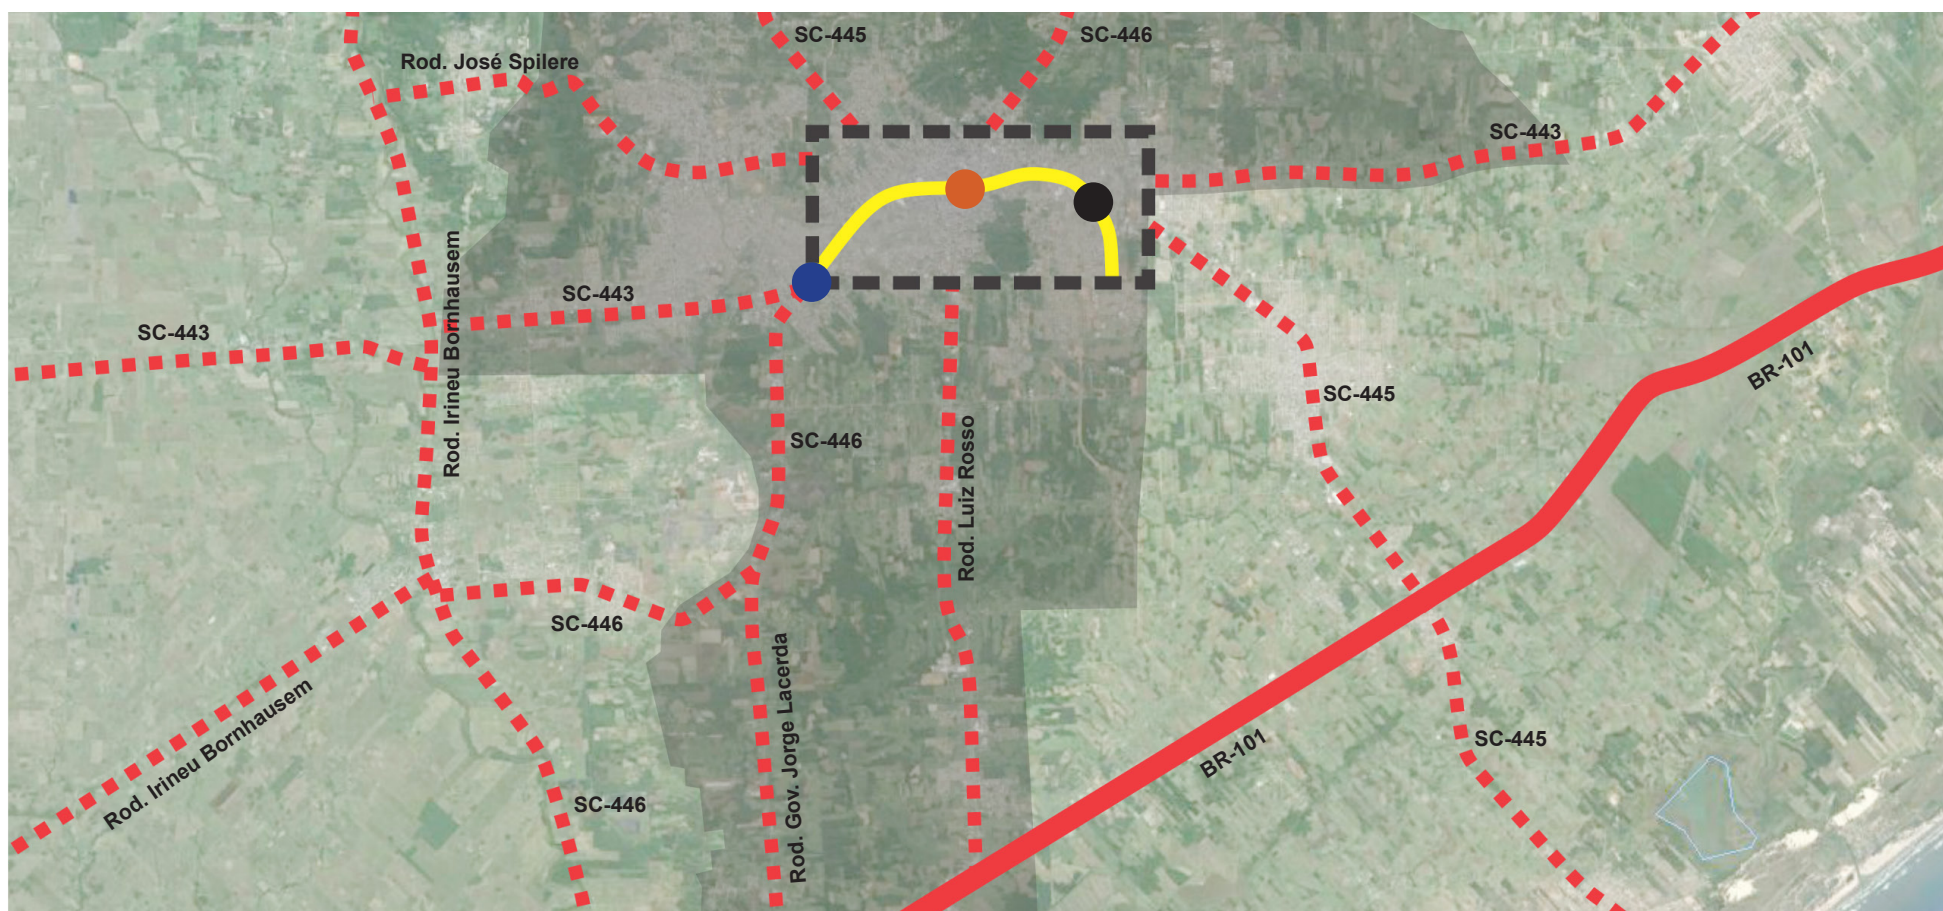 SC-445
SC-446
Rod. José Spilere
SC-443
Rod. Irineu Bornhausem
SC-443
SC-443
SC-445
BR-101
SC-446
Rod. Luiz Rosso
SC-446
Rod. Gov. Jorge Lacerda
Rod. Irineu Bornhausem
SC-446
BR-101
SC-445